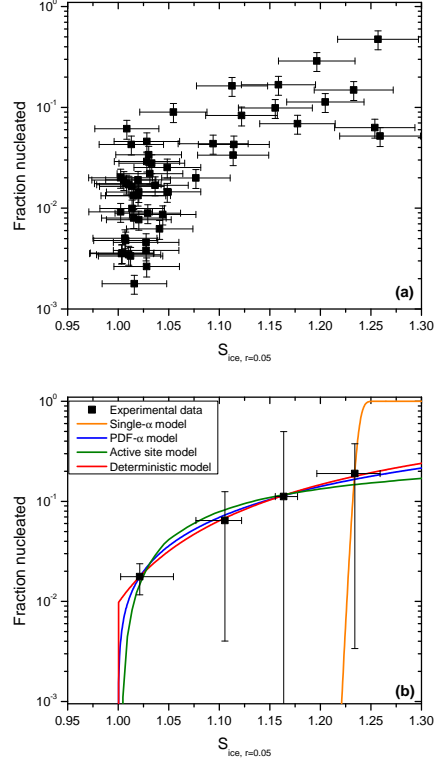 10⁰
10⁻¹
10⁻²
10⁻³
Fraction nucleated
(a)
0.95 1.00 1.05 1.10 1.15 1.20 1.25 1.30
S_ice, r=0.05
10⁰
10⁻¹
10⁻²
10⁻³
Fraction nucleated
Experimental data
Single-α model
PDF-α model
Active site model
Deterministic model
(b)
0.95 1.00 1.05 1.10 1.15 1.20 1.25 1.30
S_ice, r=0.05